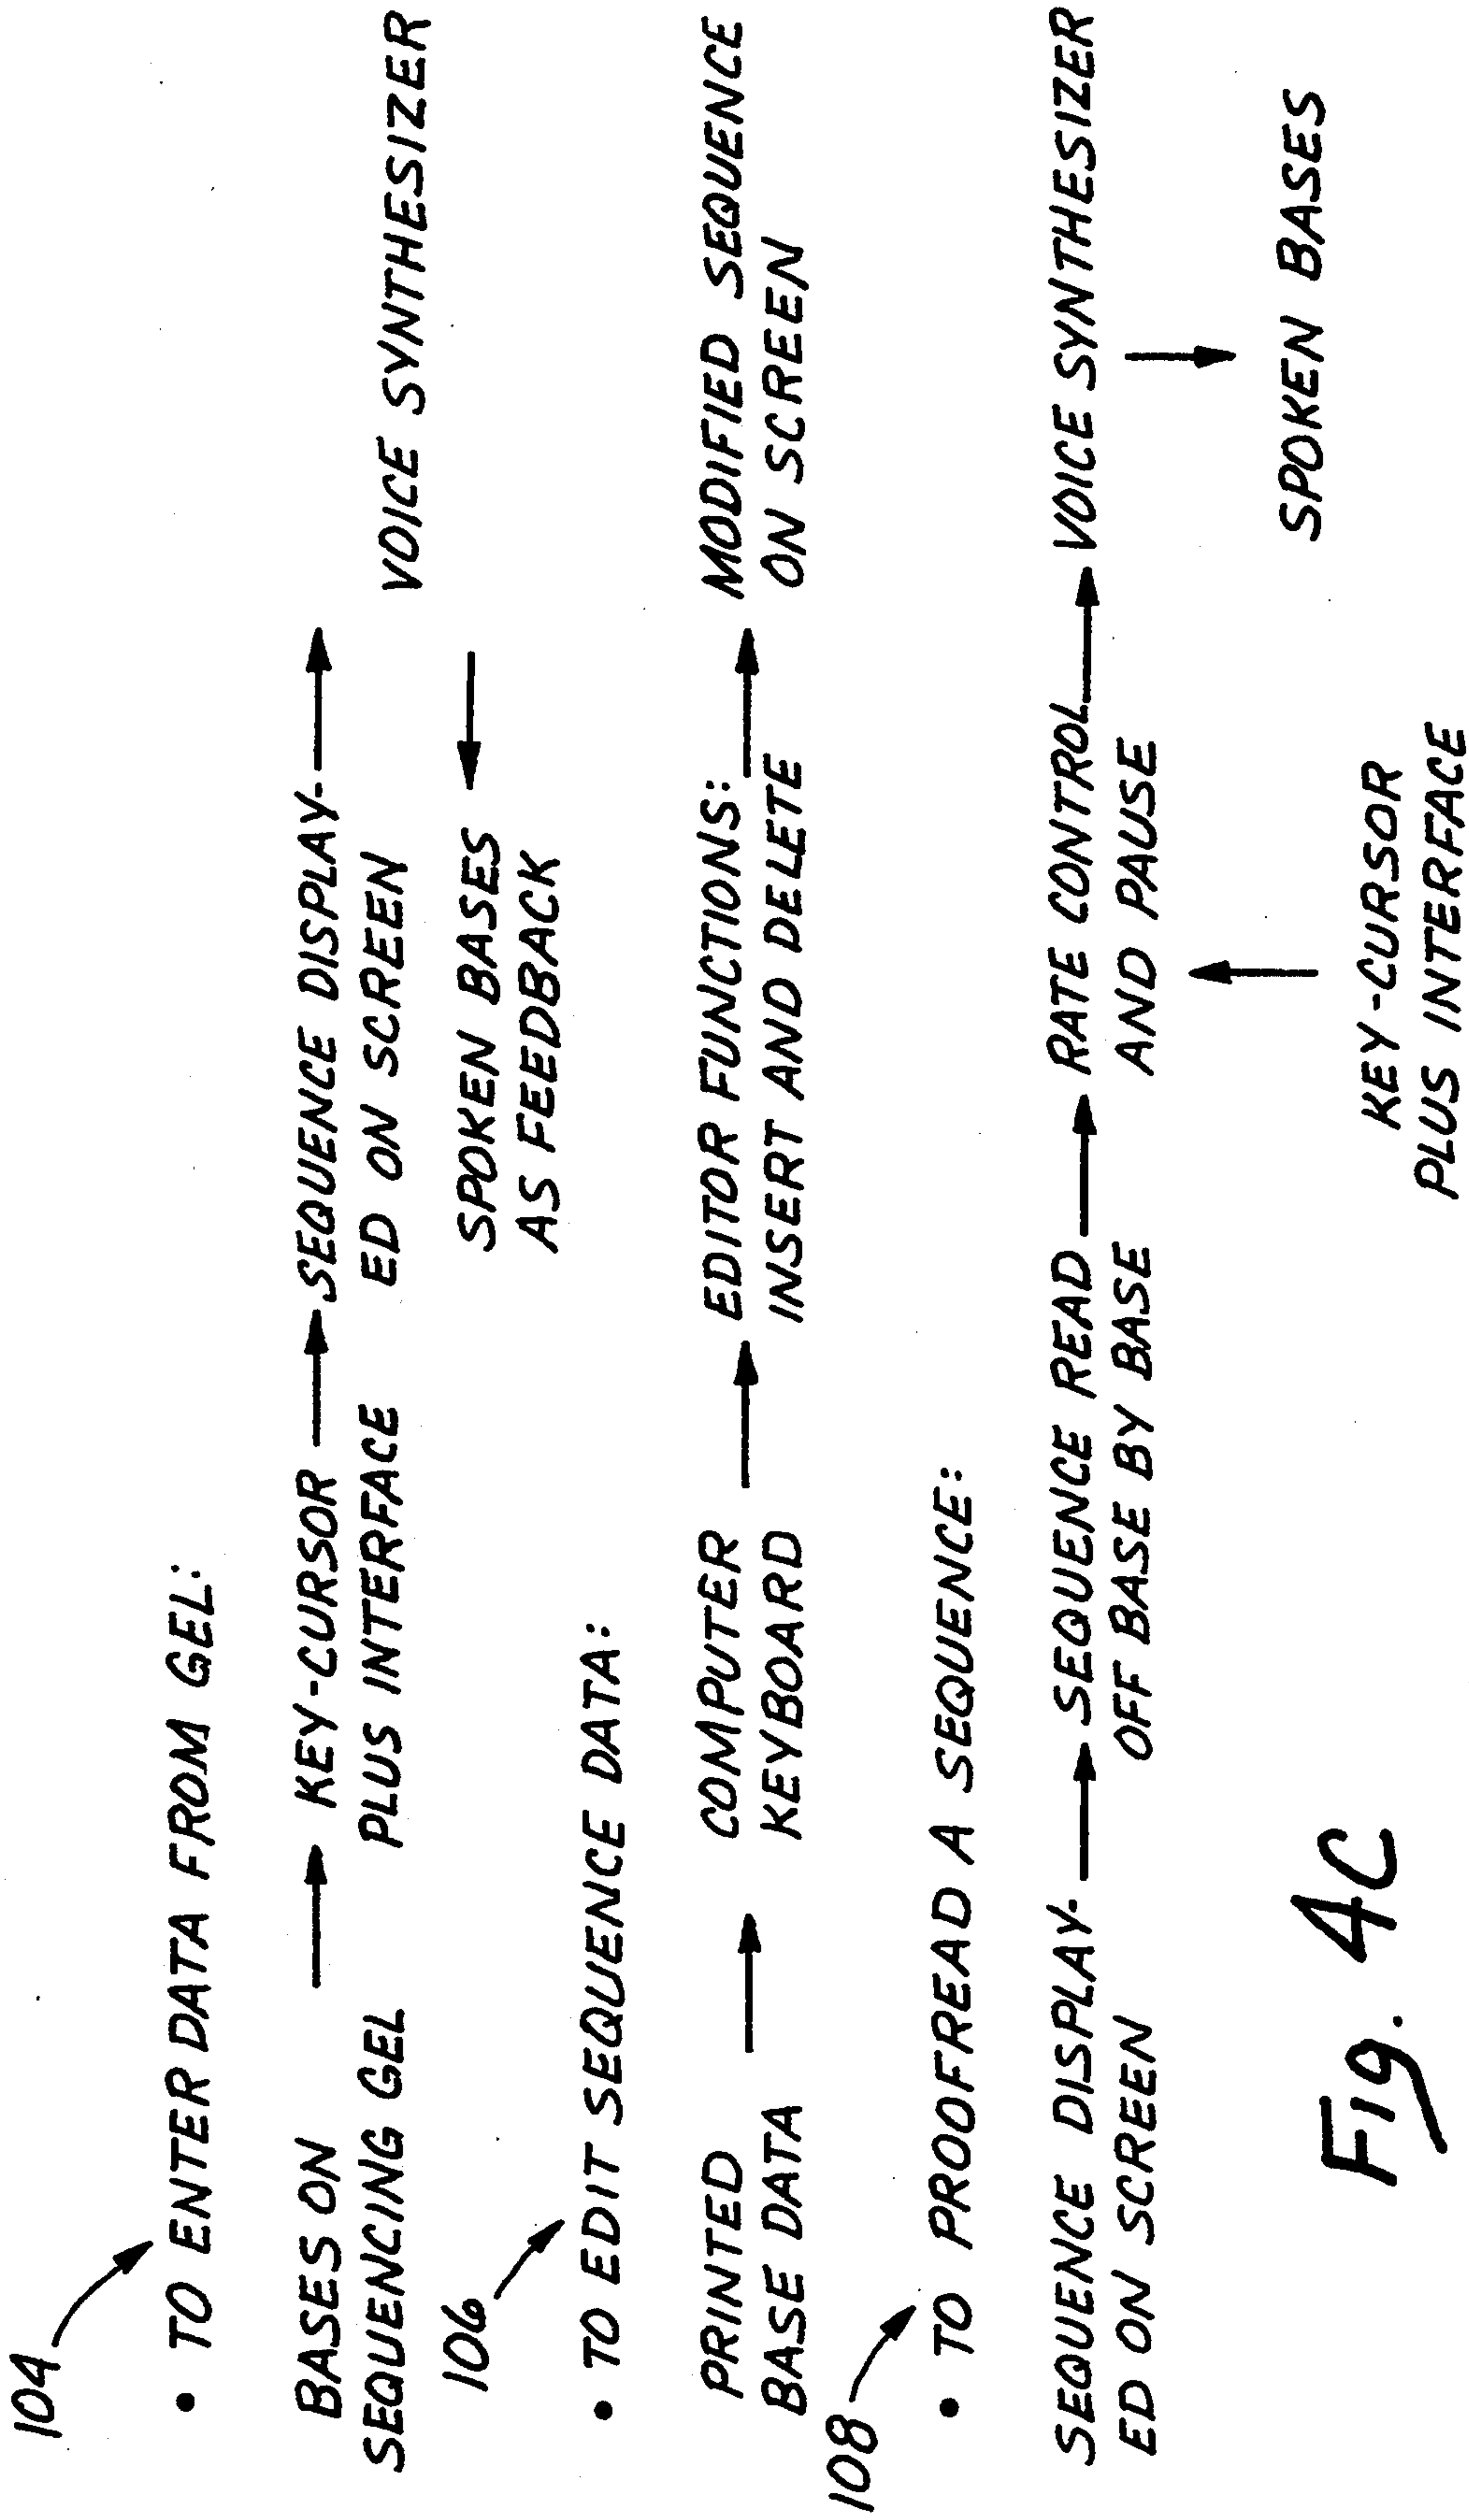 104
• TO ENTER DATA FROM GEL:
BASES ON
SEQUENCING GEL
KEY-CURSOR
PLUS INTERFACE
SEQUENCE DISPLAY-
ED ON SCREEN
VOICE SYNTHESIZER
SPOKEN BASES
AS FEEDBACK
106
• TO EDIT SEQUENCE DATA:
PRINTED
BASE DATA
COMPUTER
KEYBOARD
EDITOR FUNCTIONS:
INSERT AND DELETE
MODIFIED SEQUENCE
ON SCREEN
108
• TO PROOFREAD A SEQUENCE:
SEQUENCE DISPLAY-
ED ON SCREEN
SEQUENCE READ
OFF BASE BY BASE
RATE CONTROL
AND PAUSE
VOICE SYNTHESIZER
KEY-CURSOR
PLUS INTERFACE
SPOKEN BASES
Fig. 4C